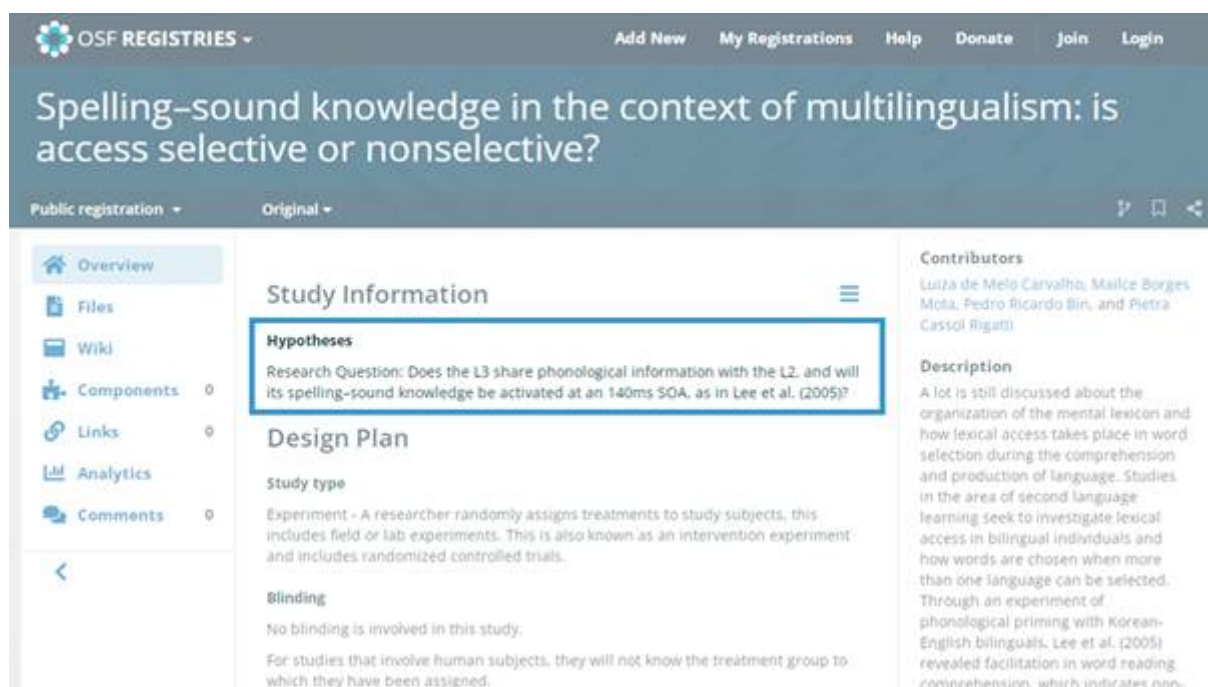 OSF REGISTRIES
Add New My Registrations Help Donate Join Login
Spelling–sound knowledge in the context of multilingualism: is
access selective or nonselective?
Public registration Original
Overview
Files
Wiki
Components 0
Links 0
Analytics
Comments 0
Study Information
Hypotheses
Research Question: Does the L3 share phonological information with the L2, and will
its spelling–sound knowledge be activated at an 140ms SOA, as in Lee et al. (2005)?
Design Plan
Study type
Experiment - A researcher randomly assigns treatments to study subjects, this
includes field or lab experiments. This is also known as an intervention experiment
and includes randomized controlled trials.
Blinding
No blinding is involved in this study.
For studies that involve human subjects, they will not know the treatment group to
which they have been assigned.
Contributors
Luiza de Melo Carvalho, Mailce Borges
Mota, Pedro Ricardo Bin, and Pietra
Cassol Rigatti
Description
A lot is still discussed about the
organization of the mental lexicon and
how lexical access takes place in word
selection during the comprehension
and production of language. Studies
in the area of second language
learning seek to investigate lexical
access in bilingual individuals and
how words are chosen when more
than one language can be selected.
Through an experiment of
phonological priming with Korean-
English bilinguals, Lee et al. (2005)
revealed facilitation in word reading
comprehension, which indicates non-